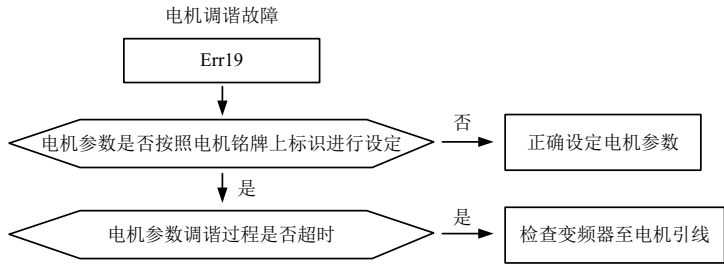 电机调谐故障
Err19
电机参数是否按照电机铭牌上标识进行设定
否
正确设定电机参数
是
电机参数调谐过程是否超时
是
检查变频器至电机引线